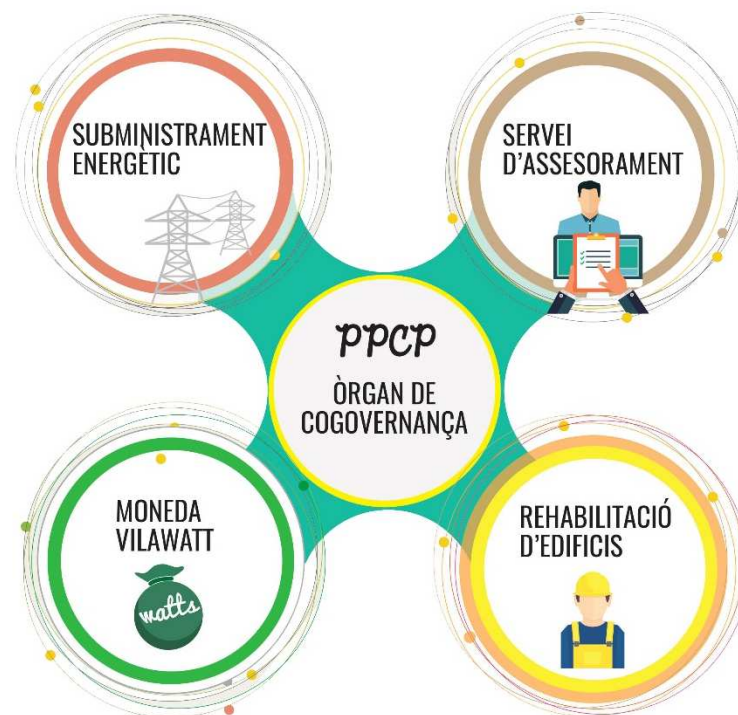 SUBMINISTRAMENT
ENERGÈTIC
SERVEI
D'ASSESORAMENT
PPCP
ÒRGAN DE
COGOVERNANÇA
MONEDA
VILAWATT
watts
REHABILITACIÓ
D'EDIFICIS